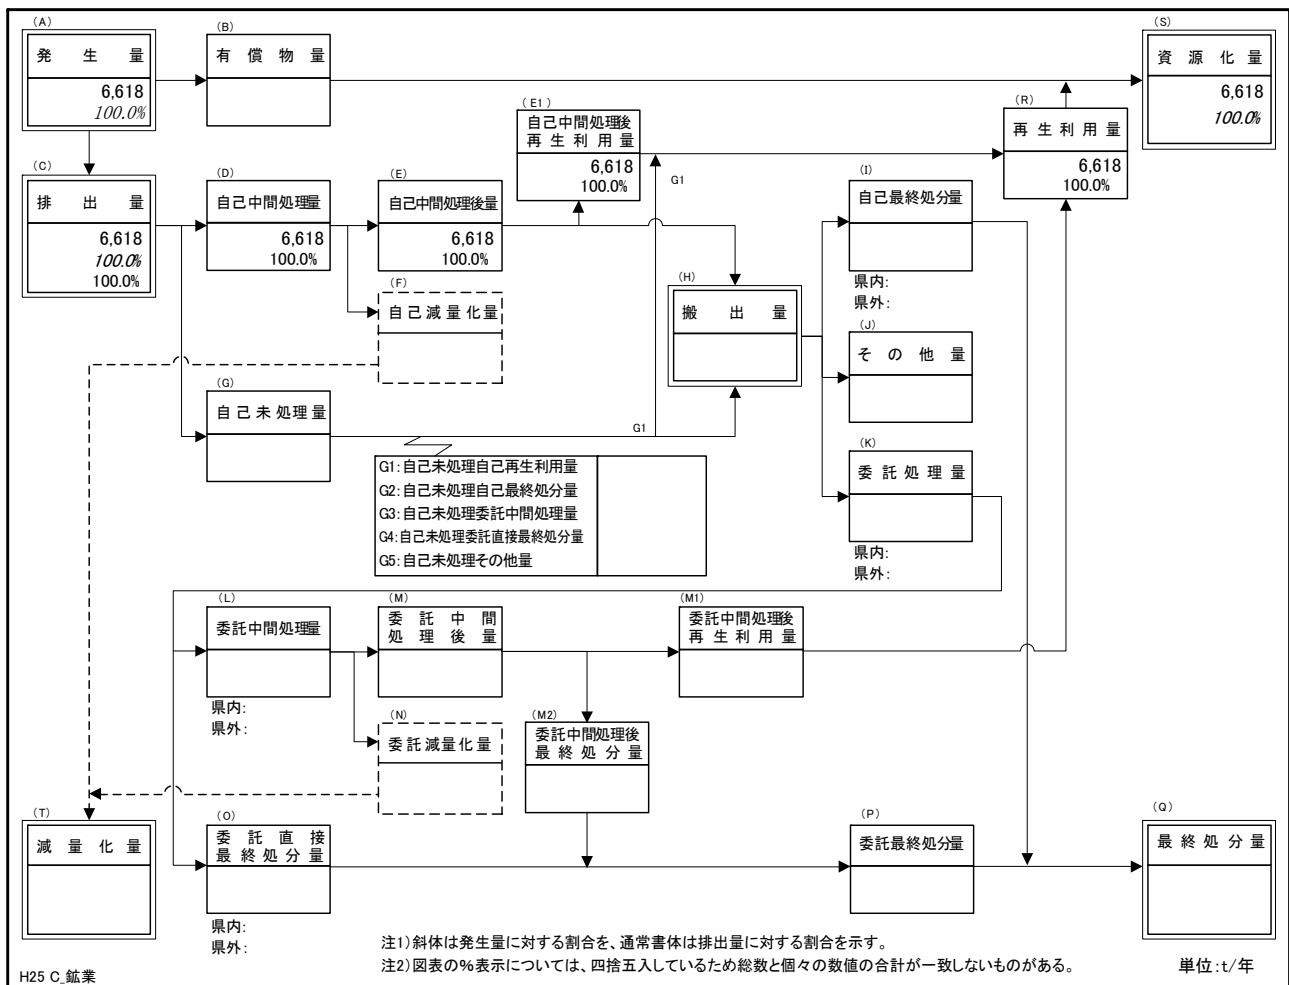 (A)
発生量
6,618
100.0%
(B)
有償物量
(S)
資源化量
6,618
100.0%
(E1)
自己中間処理後
再生利用量
6,618
100.0%
(R)
再生利用量
6,618
100.0%
(C)
排出量
6,618
100.0%
100.0%
(D)
自己中間処理量
6,618
100.0%
(E)
自己中間処理後量
6,618
100.0%
G1
(I)
自己最終処分量
県内:
県外:
(F)
自己減量化量
(H)
搬出量
(J)
その他量
(G)
自己未処理量
G1
(K)
委託処理量
県内:
県外:
G1:自己未処理自己再生利用量
G2:自己未処理自己最終処分量
G3:自己未処理委託中間処理量
G4:自己未処理委託直接最終処分量
G5:自己未処理その他量
(L)
委託中間処理量
県内:
県外:
(M)
委託中間
処理後量
(M1)
委託中間処理後
再生利用量
(N)
委託減量化量
(M2)
委託中間処理後
最終処分量
(T)
減量化量
(O)
委託直接
最終処分量
県内:
県外:
(P)
委託最終処分量
(Q)
最終処分量
注1)斜体は発生量に対する割合を、通常書体は排出量に対する割合を示す。
注2)図表の%表示については、四捨五入しているため総数と個々の数値の合計が一致しないものがある。
単位:t/年
H25 C_鉱業